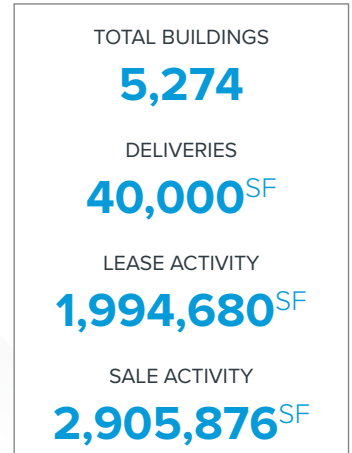 TOTAL BUILDINGS
5,274
DELIVERIES
40,000SF
LEASE ACTIVITY
1,994,680SF
SALE ACTIVITY
2,905,876SF